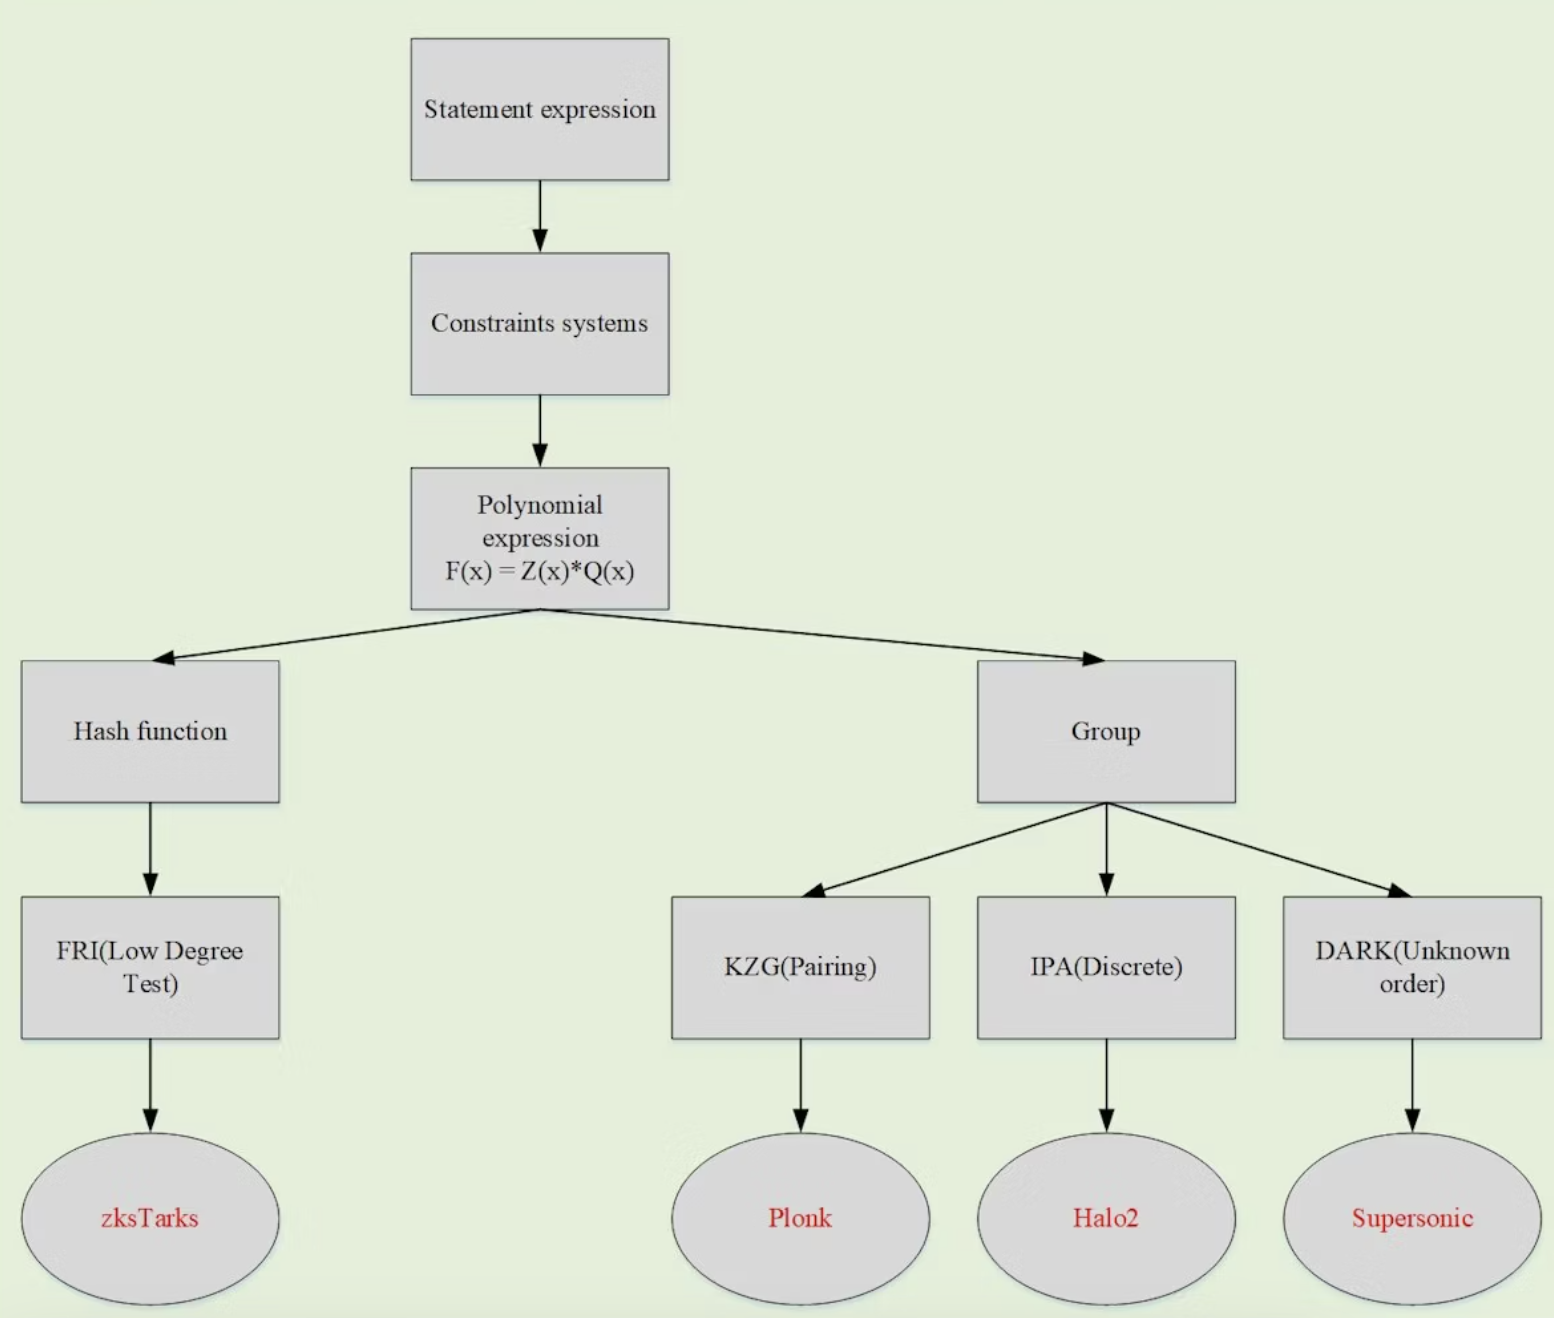 Statement expression
Constraints systems
Polynomial
expression
F(x) = Z(x)*Q(x)
Hash function
Group
FRI(Low Degree
Test)
KZG(Pairing)
IPA(Discrete)
DARK(Unknown
order)
zksTarks
Plonk
Halo2
Supersonic